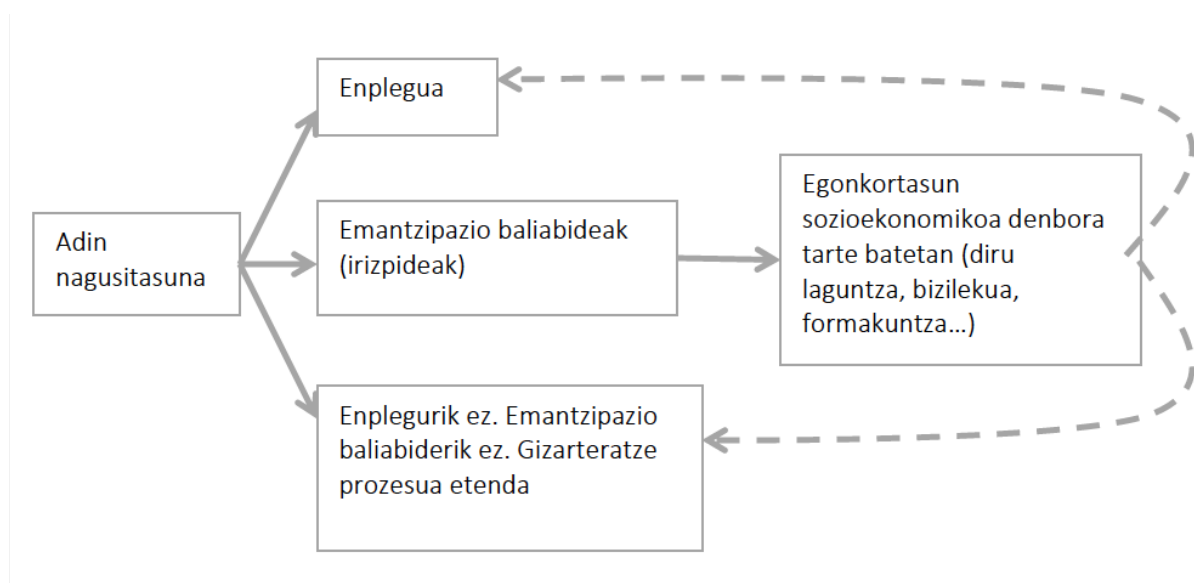 Enplegua
Adin
nagusitasuna
Emantzipazio baliabideak
(irizpideak)
Egonkortasun
sozioekonomikoa denbora
tarte batetan (diru
laguntza, bizilekua,
formakuntza…)
Enplegurik ez. Emantzipazio
baliabiderik ez. Gizarteratze
prozesua etenda